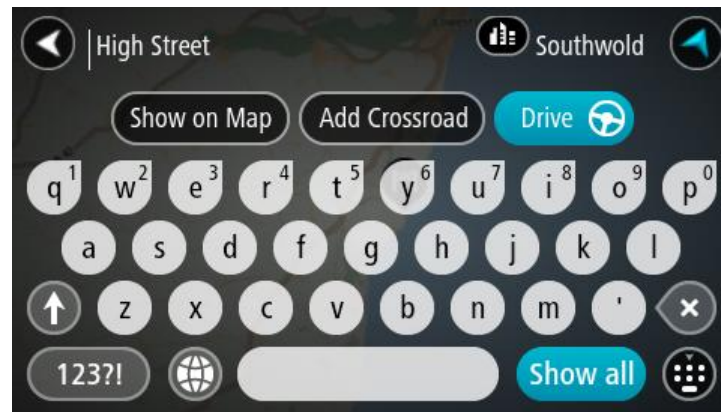 High Street Southwold
Show on Map Add Crossroad Drive
q1 w2 e3 r4 t5 y6 u7 i8 o9 p0
a s d f g h j k l
z x c v b n m '
123?! Show all